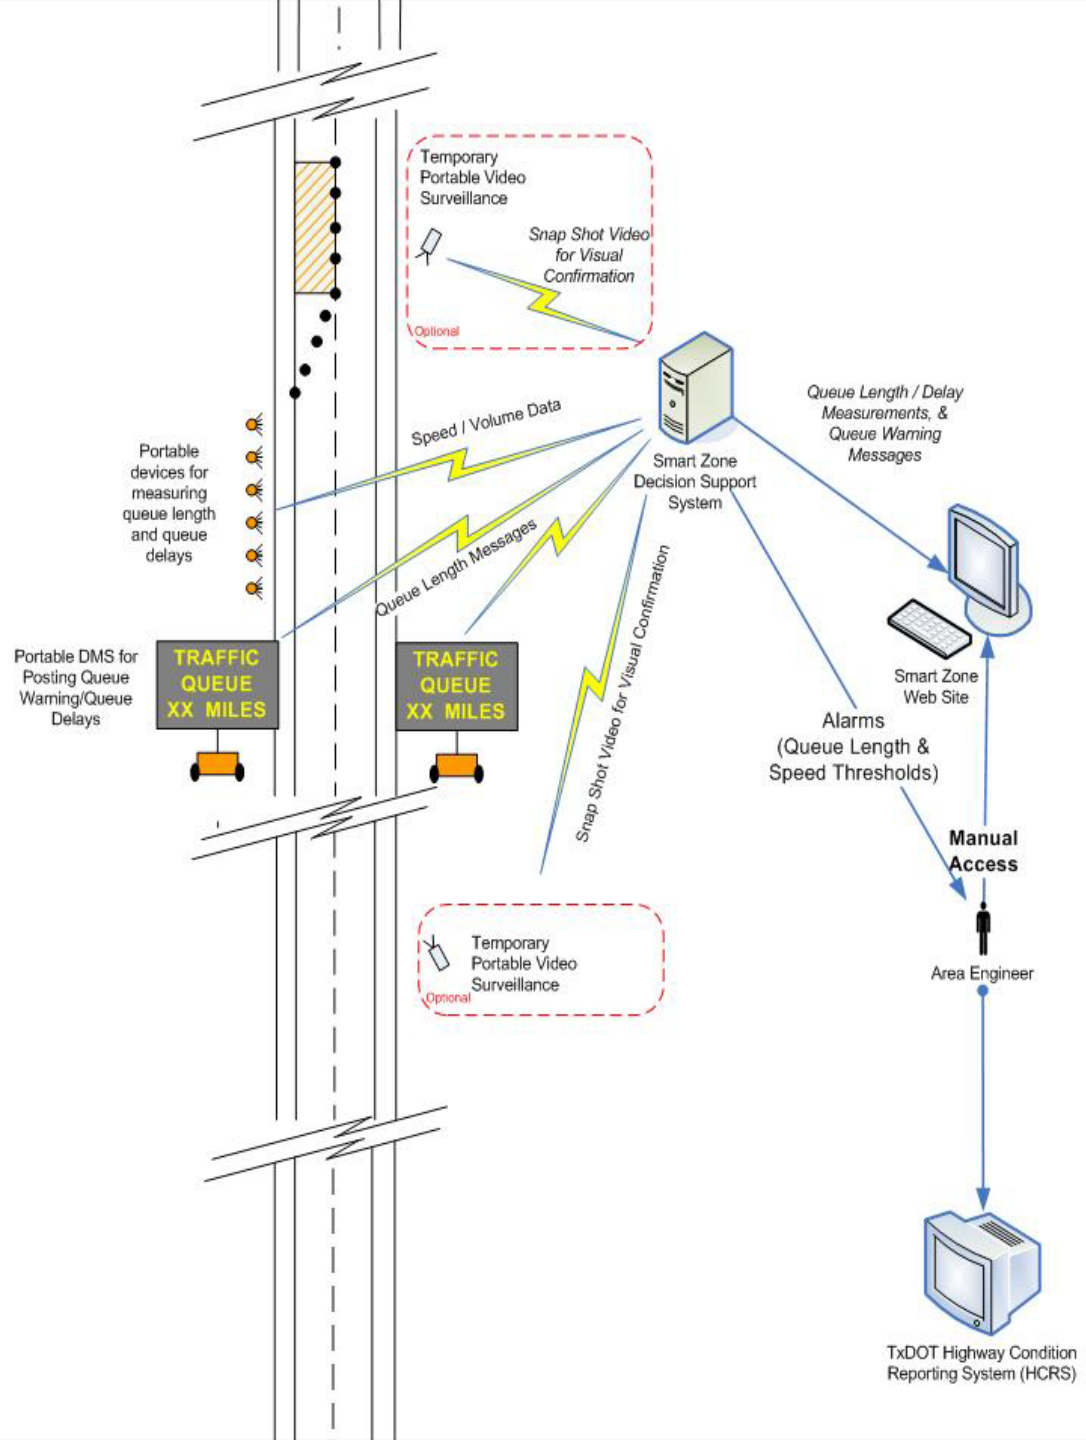 Temporary
Portable Video
Surveillance
Snap Shot Video
for Visual
Confirmation
Optional
Queue Length / Delay
Measurements, &
Queue Warning
Messages
Speed / Volume Data
Portable
devices for
measuring
queue length
and queue
delays
Smart Zone
Decision Support
System
Queue Length Messages
Snap Shot Video for Visual Confirmation
Portable DMS for
Posting Queue
Warning/Queue
Delays
TRAFFIC
QUEUE
XX MILES
TRAFFIC
QUEUE
XX MILES
Smart Zone
Web Site
Alarms
(Queue Length &
Speed Thresholds)
Manual
Access
Temporary
Portable Video
Surveillance
Optional
Area Engineer
TxDOT Highway Condition
Reporting System (HCRS)